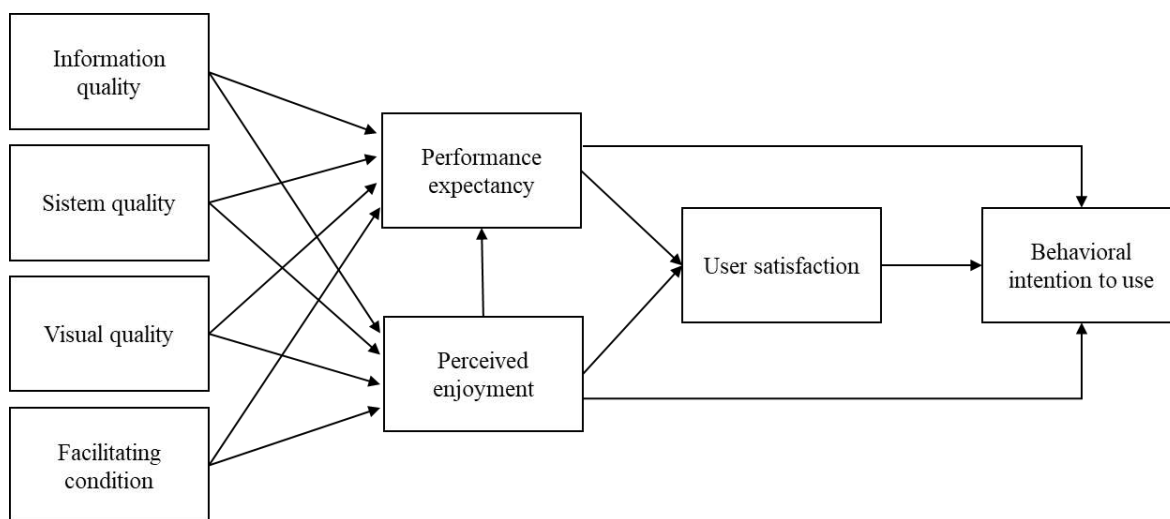 Information
quality
Sistem quality
Visual quality
Facilitating
condition
Performance
expectancy
Perceived
enjoyment
User satisfaction
Behavioral
intention to use